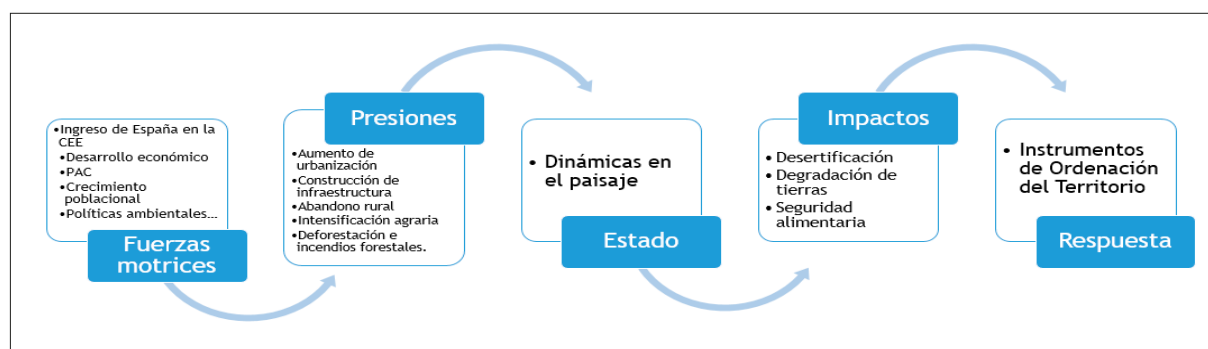 •Ingreso de España en la
CEE
•Desarrollo económico
•PAC
•Crecimiento
poblacional
•Políticas ambientales...
Fuerzas
motrices
Presiones
•Aumento de
urbanización
•Construcción de
infraestructura
•Abandono rural
•Intensificación agraria
•Deforestación e
incendios forestales.
• Dinámicas en
el paisaje
Estado
Impactos
• Desertificación
• Degradación de
tierras
• Seguridad
alimentaria
• Instrumentos
de Ordenación
del Territorio
Respuesta